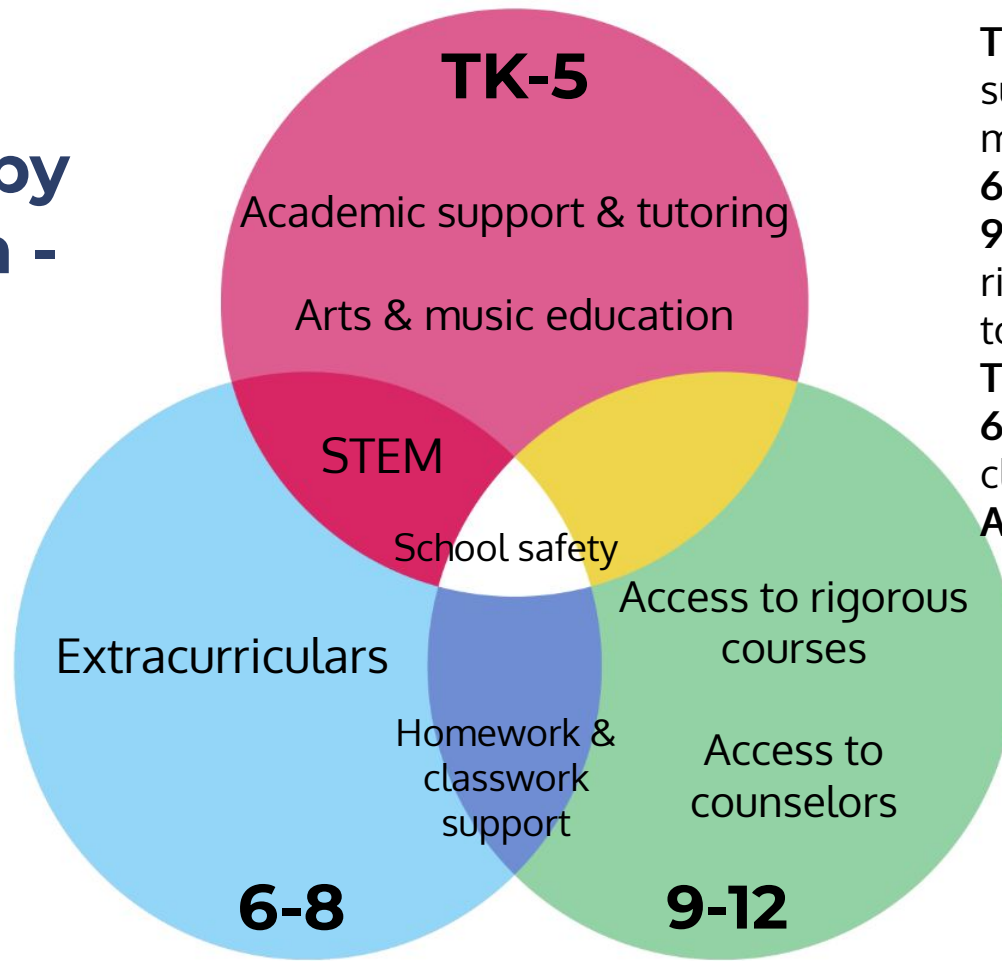 TK-5
by
Academic support & tutoring
Arts & music education
STEM
School safety
Access to rigorous
courses
Extracurriculars
Homework &
classwork
support
Access to
counselors
6-8
9-12